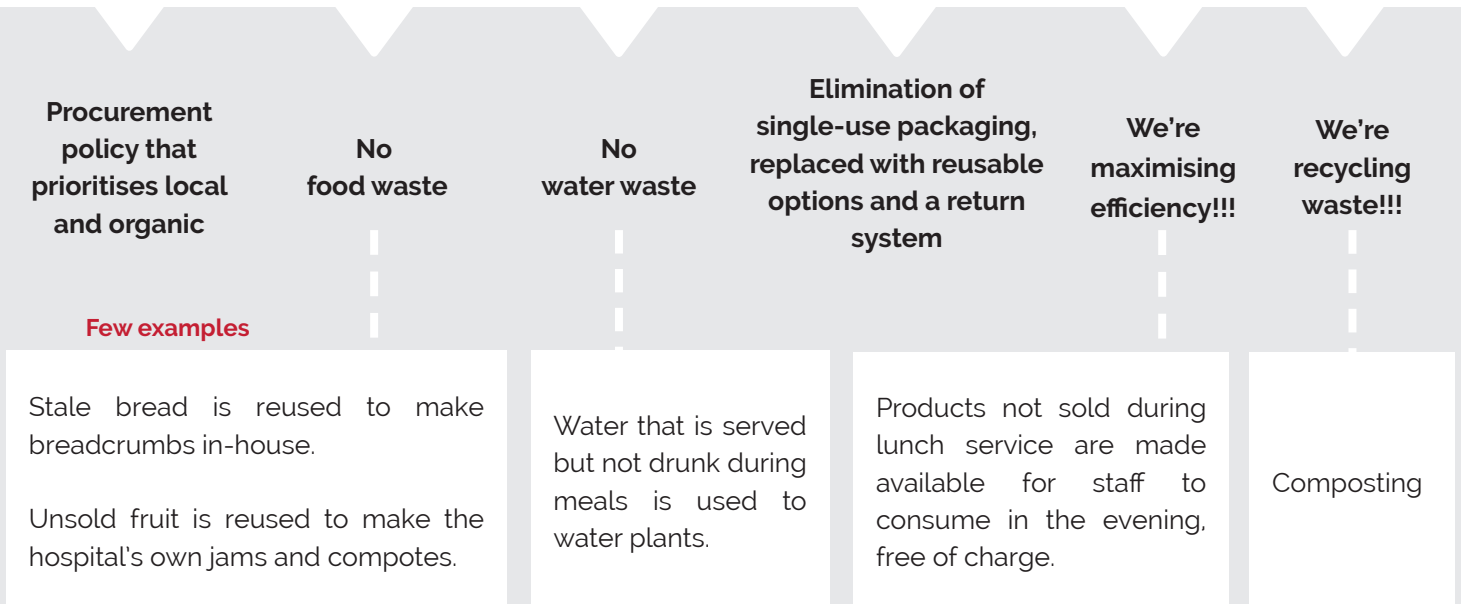 Procurement
policy that
prioritises local
and organic
No
food waste
No
water waste
Elimination of
single-use packaging,
replaced with reusable
options and a return
system
We’re
maximising
efficiency!!!
We’re
recycling
waste!!!
Few examples
Stale bread is reused to make
breadcrumbs in-house.
Unsold fruit is reused to make the
hospital’s own jams and compotes.
Water that is served
but not drunk during
meals is used to
water plants.
Products not sold during
lunch service are made
available for staff to
consume in the evening,
free of charge.
Composting